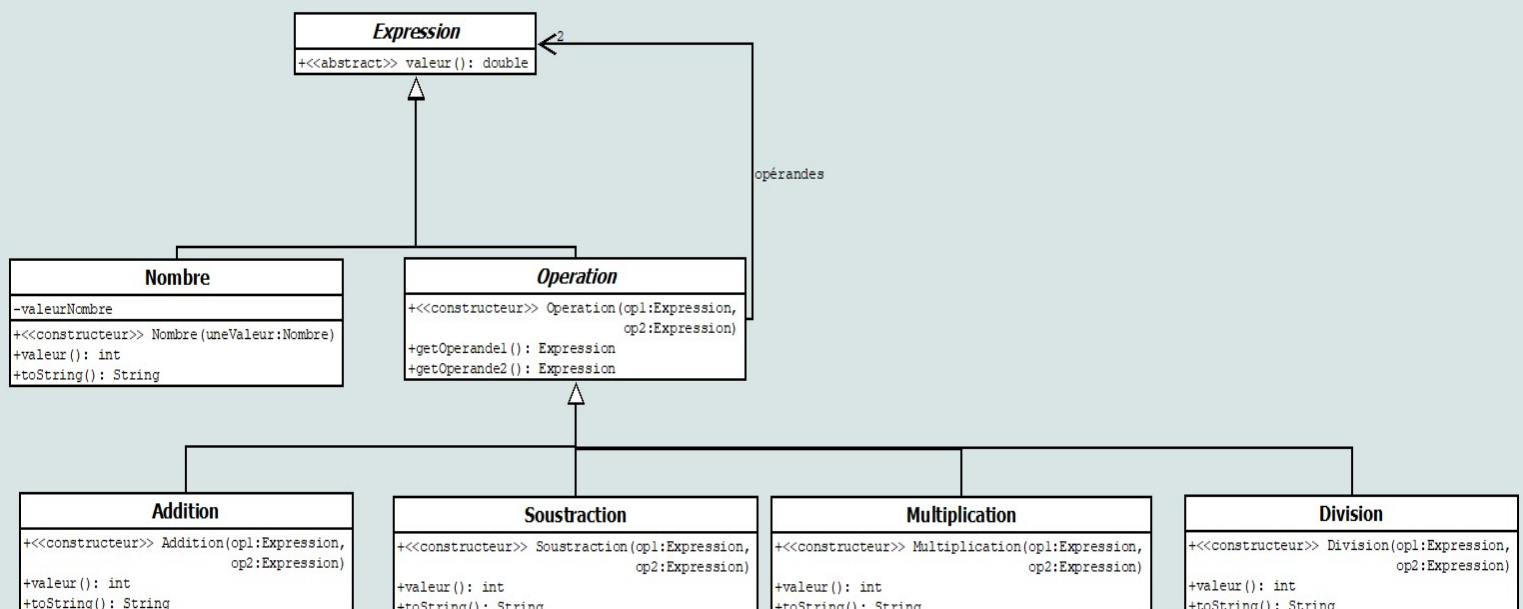 Expression
+<<abstract>> valeur(): double
2
opérandes
Nombre
-valeurNombre
+<<constructeur>> Nombre(uneValeur:Nombre)
+valeur(): int
+toString(): String
Operation
+<<constructeur>> Operation(op1:Expression,
op2:Expression)
+getOperande1(): Expression
+getOperande2(): Expression
Addition
+<<constructeur>> Addition(op1:Expression,
op2:Expression)
+valeur(): int
+toString(): String
Soustraction
+<<constructeur>> Soustraction(op1:Expression,
op2:Expression)
+valeur(): int
+toString(): String
Multiplication
+<<constructeur>> Multiplication(op1:Expression,
op2:Expression)
+valeur(): int
+toString(): String
Division
+<<constructeur>> Division(op1:Expression,
op2:Expression)
+valeur(): int
+toString(): String